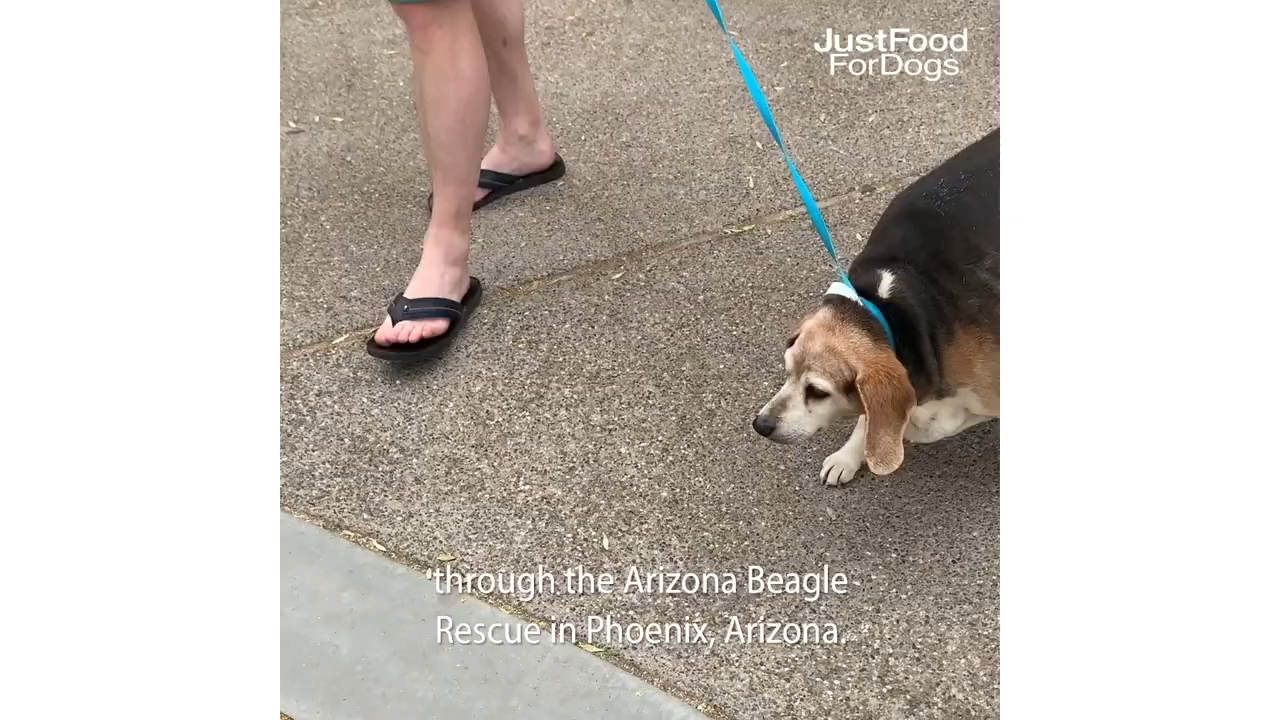 JustFood
ForDogs
through the Arizona Beagle
Rescue in Phoenix, Arizona.